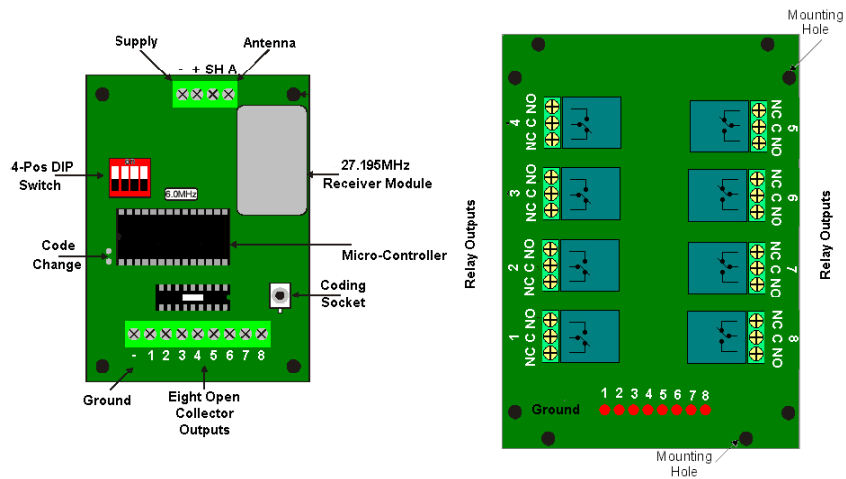 Supply
Antenna
- + SH A
4-Pos DIP
Switch
6.0MHz
27.195MHz
Receiver Module
Code
Change
Micro-Controller
Coding
Socket
- 1 2 3 4 5 6 7 8
Ground
Eight Open
Collector
Outputs
Mounting
Hole
4
NC C NO
NC C NO
5
3
NC C NO
NC C NO
6
Relay Outputs
Relay Outputs
2
NC C NO
NC C NO
7
1
NC C NO
NC C NO
8
Ground
1 2 3 4 5 6 7 8
Mounting
Hole